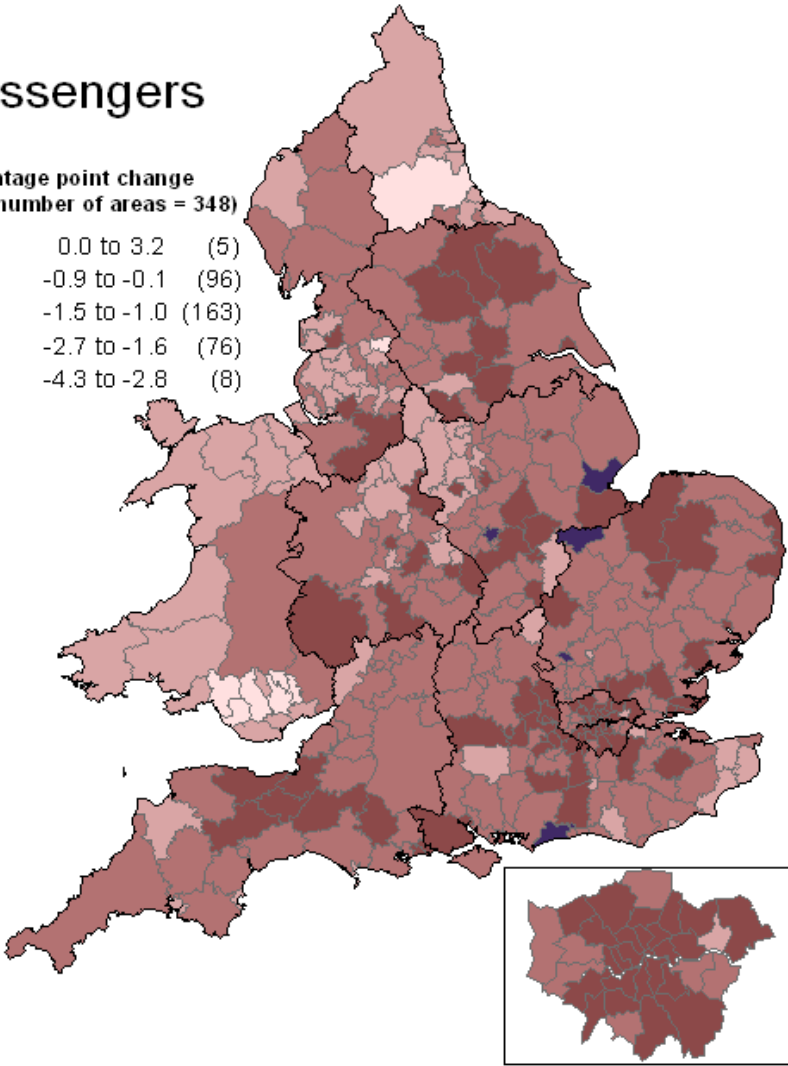 ssengers
ntage point change
number of areas = 348)
0.0 to 3.2 (5)
-0.9 to -0.1 (96)
-1.5 to -1.0 (163)
-2.7 to -1.6 (76)
-4.3 to -2.8 (8)